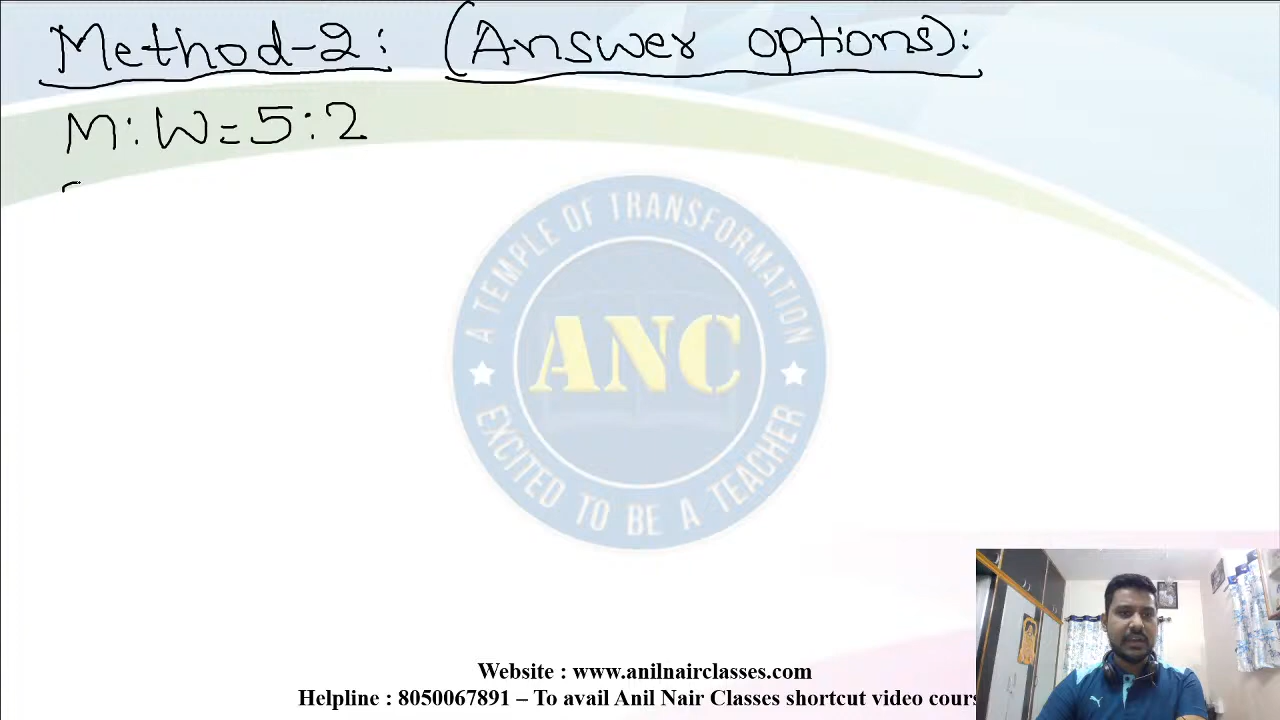 Method-2: (Answer options):
M:W=5:2
A TEMPLE OF TRANSFORMATION
ANC
EXCITED TO BE A TEACHER
Website : www.anilnairclasses.com
Helpline : 8050067891 – To avail Anil Nair Classes shortcut video cours